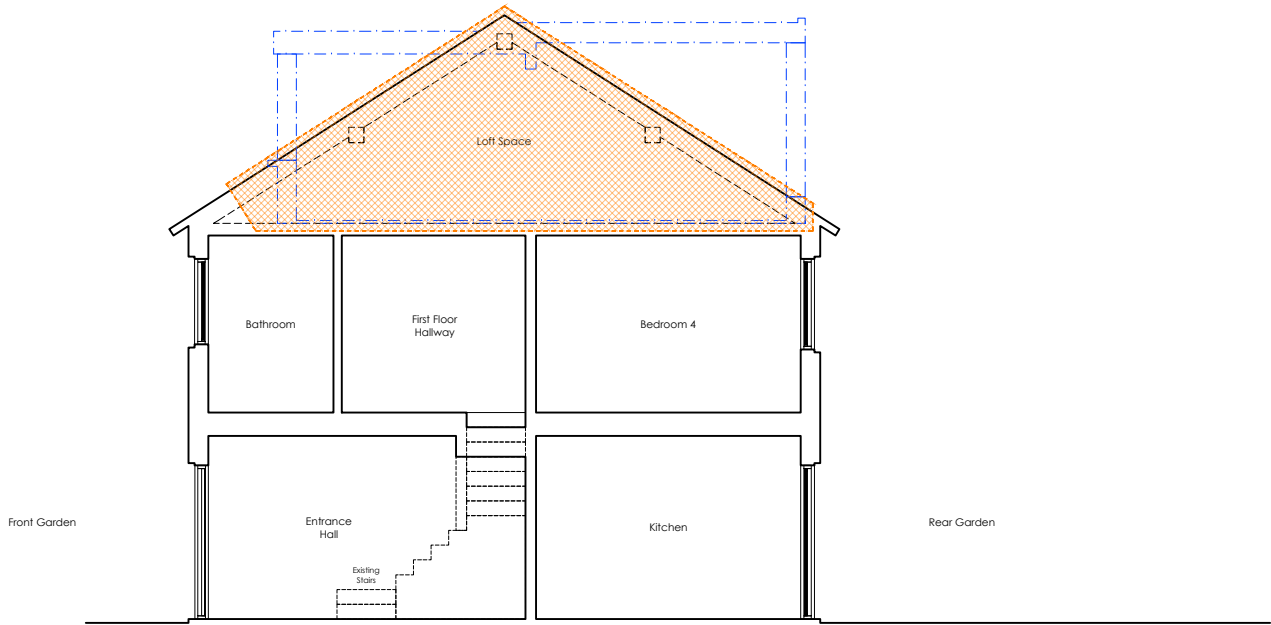 Loft Space
Bathroom
First Floor
Hallway
Bedroom 4
Front Garden
Entrance
Hall
Kitchen
Rear Garden
Existing
Stairs